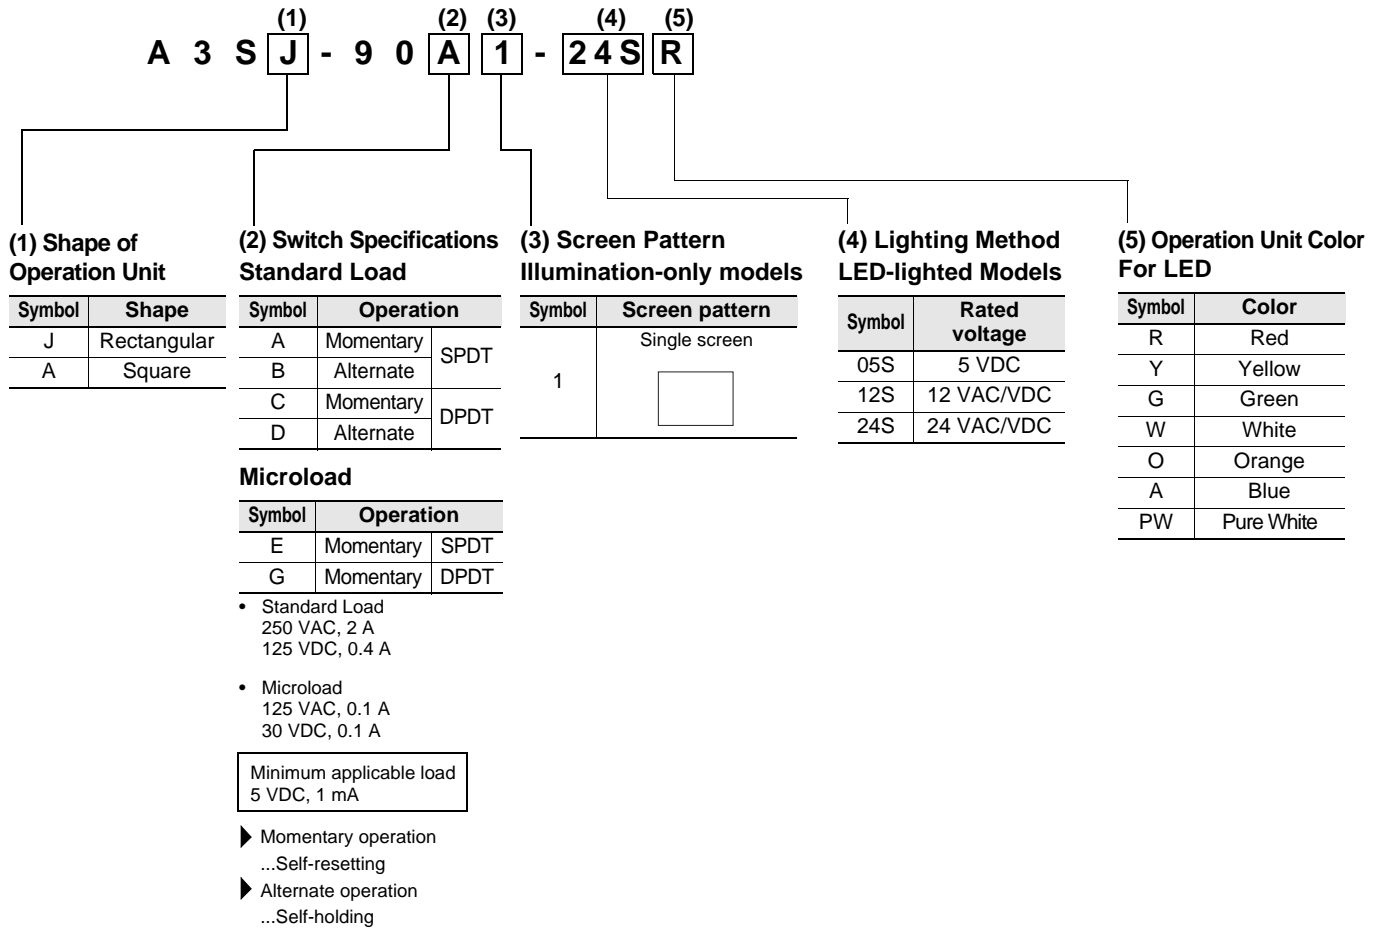 (1) (2) (3) (4) (5)
A 3 S J - 9 0 A 1 - 24S R
(1) Shape of
Operation Unit
Symbol Shape
J Rectangular
A Square
(2) Switch Specifications
Standard Load
Symbol Operation
A Momentary SPDT
B Alternate
C Momentary DPDT
D Alternate
Microload
Symbol Operation
E Momentary SPDT
G Momentary DPDT
• Standard Load
250 VAC, 2 A
125 VDC, 0.4 A
• Microload
125 VAC, 0.1 A
30 VDC, 0.1 A
Minimum applicable load
5 VDC, 1 mA
Momentary operation
...Self-resetting
Alternate operation
...Self-holding
(3) Screen Pattern
Illumination-only models
Symbol Screen pattern
1 Single screen
(4) Lighting Method
LED-lighted Models
Symbol Rated voltage
05S 5 VDC
12S 12 VAC/VDC
24S 24 VAC/VDC
(5) Operation Unit Color
For LED
Symbol Color
R Red
Y Yellow
G Green
W White
O Orange
A Blue
PW Pure White